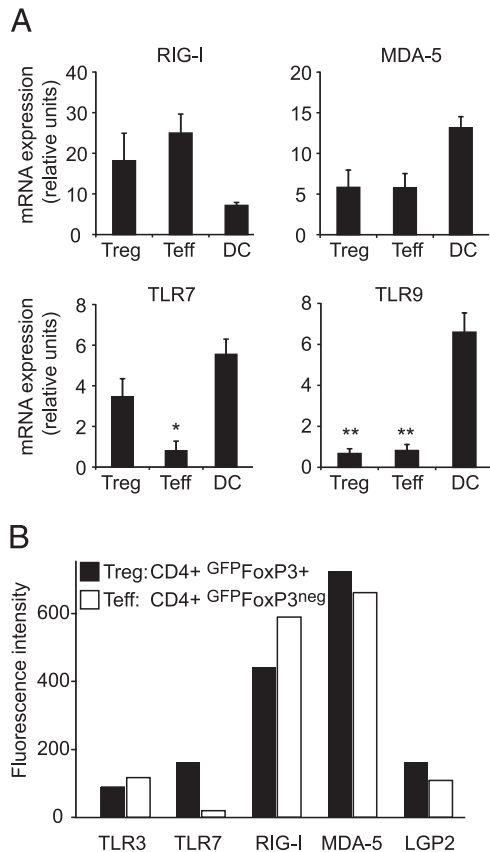 A
RIG-I
MDA-5
mRNA expression
(relative units)
40
30
20
10
0
Treg Teff DC
20
15
10
5
0
Treg Teff DC
TLR7
TLR9
mRNA expression
(relative units)
8
6
4
2
0
*
Treg Teff DC
8
6
4
2
0
** **
Treg Teff DC
B
Treg: CD4+ GFPFoxP3+
Teff: CD4+ GFPFoxP3neg
Fluorescence intensity
600
400
200
0
TLR3 TLR7 RIG-I MDA-5 LGP2